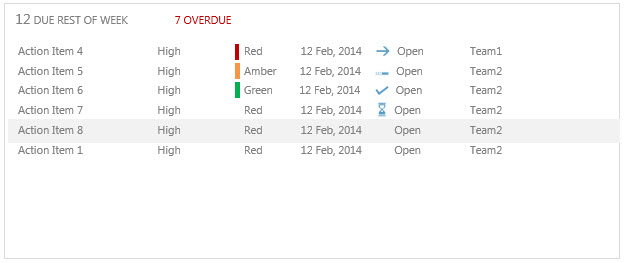 12 DUE REST OF WEEK 7 OVERDUE
Action Item 4 High Red 12 Feb, 2014 Open Team1
Action Item 5 High Amber 12 Feb, 2014 Open Team2
Action Item 6 High Green 12 Feb, 2014 Open Team2
Action Item 7 High Red 12 Feb, 2014 Open Team2
Action Item 8 High Red 12 Feb, 2014 Open Team2
Action Item 1 High Red 12 Feb, 2014 Open Team2